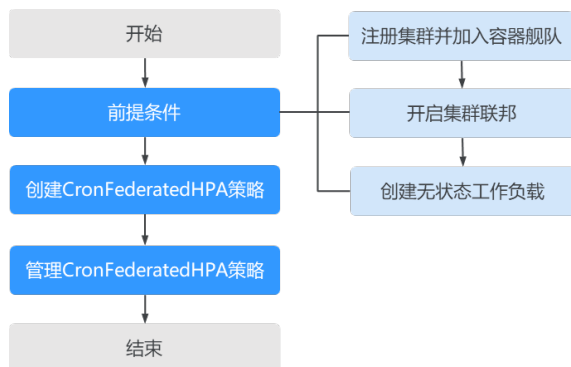 开始
前提条件
创建CronFederatedHPA策略
管理CronFederatedHPA策略
结束
注册集群并加入容器舰队
开启集群联邦
创建无状态工作负载